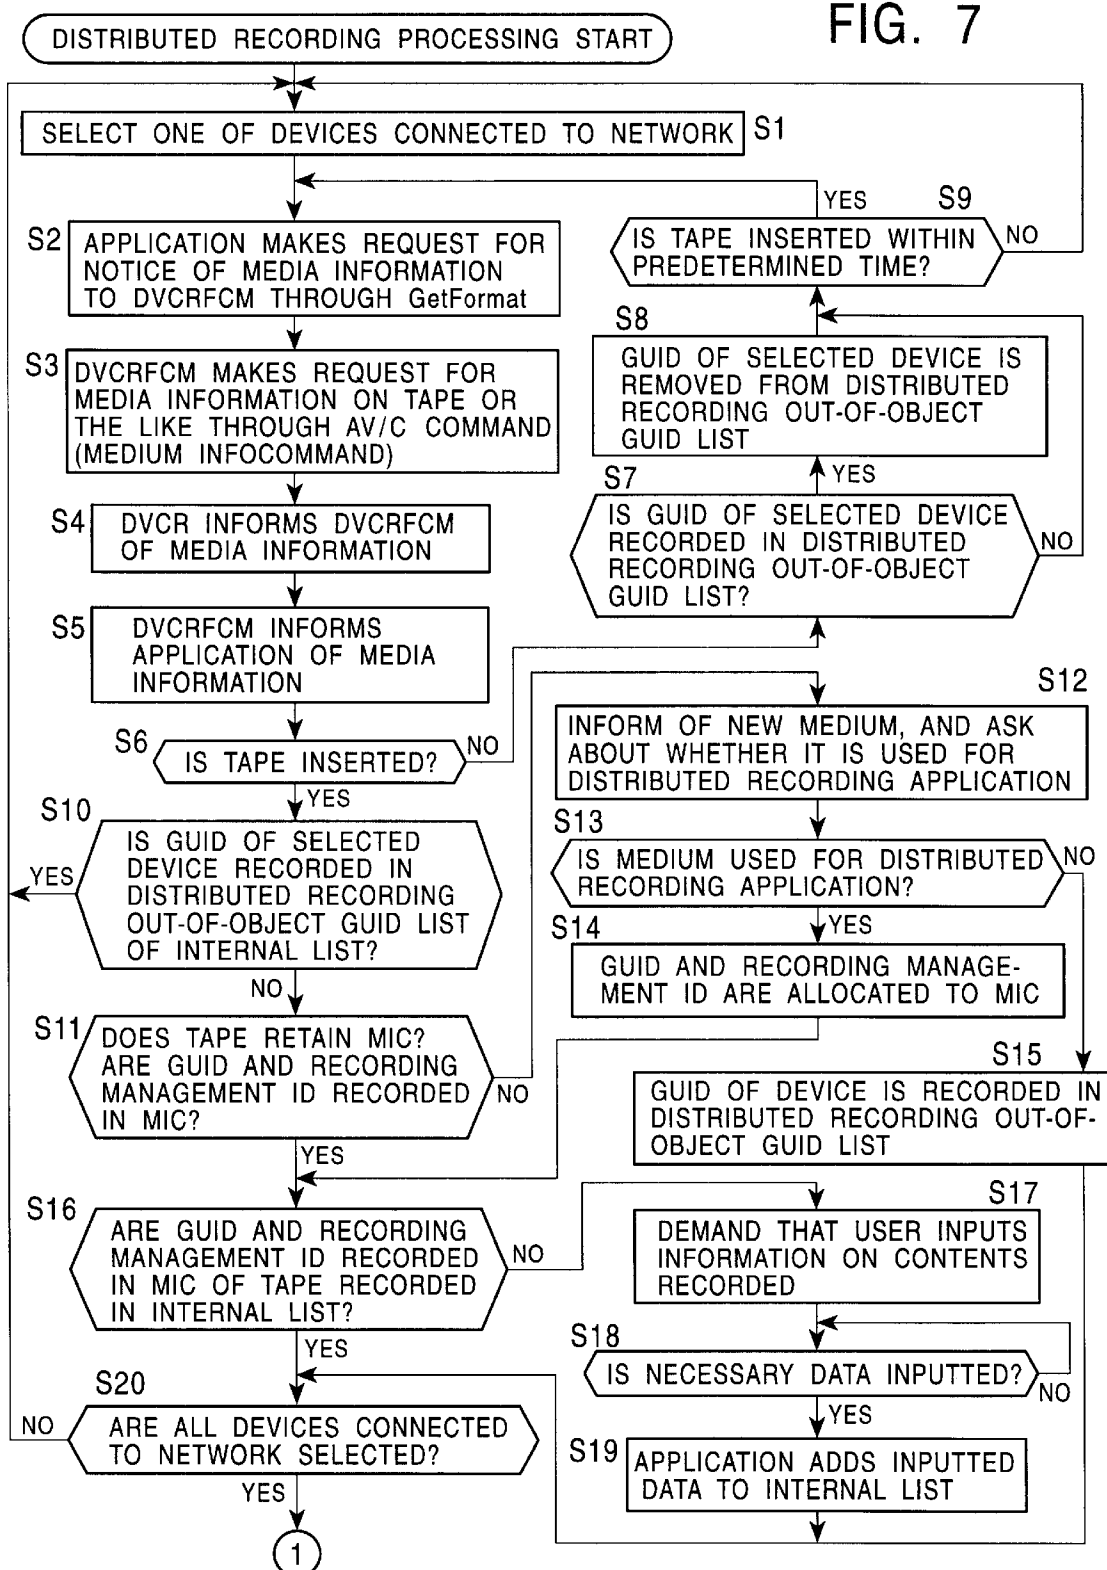 FIG. 7
DISTRIBUTED RECORDING PROCESSING START
SELECT ONE OF DEVICES CONNECTED TO NETWORK
S1
S2
APPLICATION MAKES REQUEST FOR
NOTICE OF MEDIA INFORMATION
TO DVCRFCM THROUGH GetFormat
S3
DVCRFCM MAKES REQUEST FOR
MEDIA INFORMATION ON TAPE OR
THE LIKE THROUGH AV/C COMMAND
(MEDIUM INFOCOMMAND)
S4
DVCR INFORMS DVCRFCM
OF MEDIA INFORMATION
S5
DVCRFCM INFORMS
APPLICATION OF MEDIA
INFORMATION
S6
IS TAPE INSERTED?
NO
YES
YES
S9
IS TAPE INSERTED WITHIN
PREDETERMINED TIME?
NO
S8
GUID OF SELECTED DEVICE IS
REMOVED FROM DISTRIBUTED
RECORDING OUT-OF-OBJECT
GUID LIST
YES
S7
IS GUID OF SELECTED DEVICE
RECORDED IN DISTRIBUTED
RECORDING OUT-OF-OBJECT
GUID LIST?
NO
S10
IS GUID OF SELECTED
DEVICE RECORDED IN
DISTRIBUTED RECORDING
OUT-OF-OBJECT GUID LIST
OF INTERNAL LIST?
YES
NO
S11
DOES TAPE RETAIN MIC?
ARE GUID AND RECORDING
MANAGEMENT ID RECORDED
IN MIC?
NO
YES
S12
INFORM OF NEW MEDIUM, AND ASK
ABOUT WHETHER IT IS USED FOR
DISTRIBUTED RECORDING APPLICATION
S13
IS MEDIUM USED FOR DISTRIBUTED
RECORDING APPLICATION?
NO
YES
S14
GUID AND RECORDING MANAGE-
MENT ID ARE ALLOCATED TO MIC
S15
GUID OF DEVICE IS RECORDED IN
DISTRIBUTED RECORDING OUT-OF-
OBJECT GUID LIST
S16
ARE GUID AND RECORDING
MANAGEMENT ID RECORDED
IN MIC OF TAPE RECORDED
IN INTERNAL LIST?
NO
YES
S17
DEMAND THAT USER INPUTS
INFORMATION ON CONTENTS
RECORDED
S18
IS NECESSARY DATA INPUTTED?
NO
YES
S19
APPLICATION ADDS INPUTTED
DATA TO INTERNAL LIST
S20
ARE ALL DEVICES CONNECTED
TO NETWORK SELECTED?
NO
YES
1